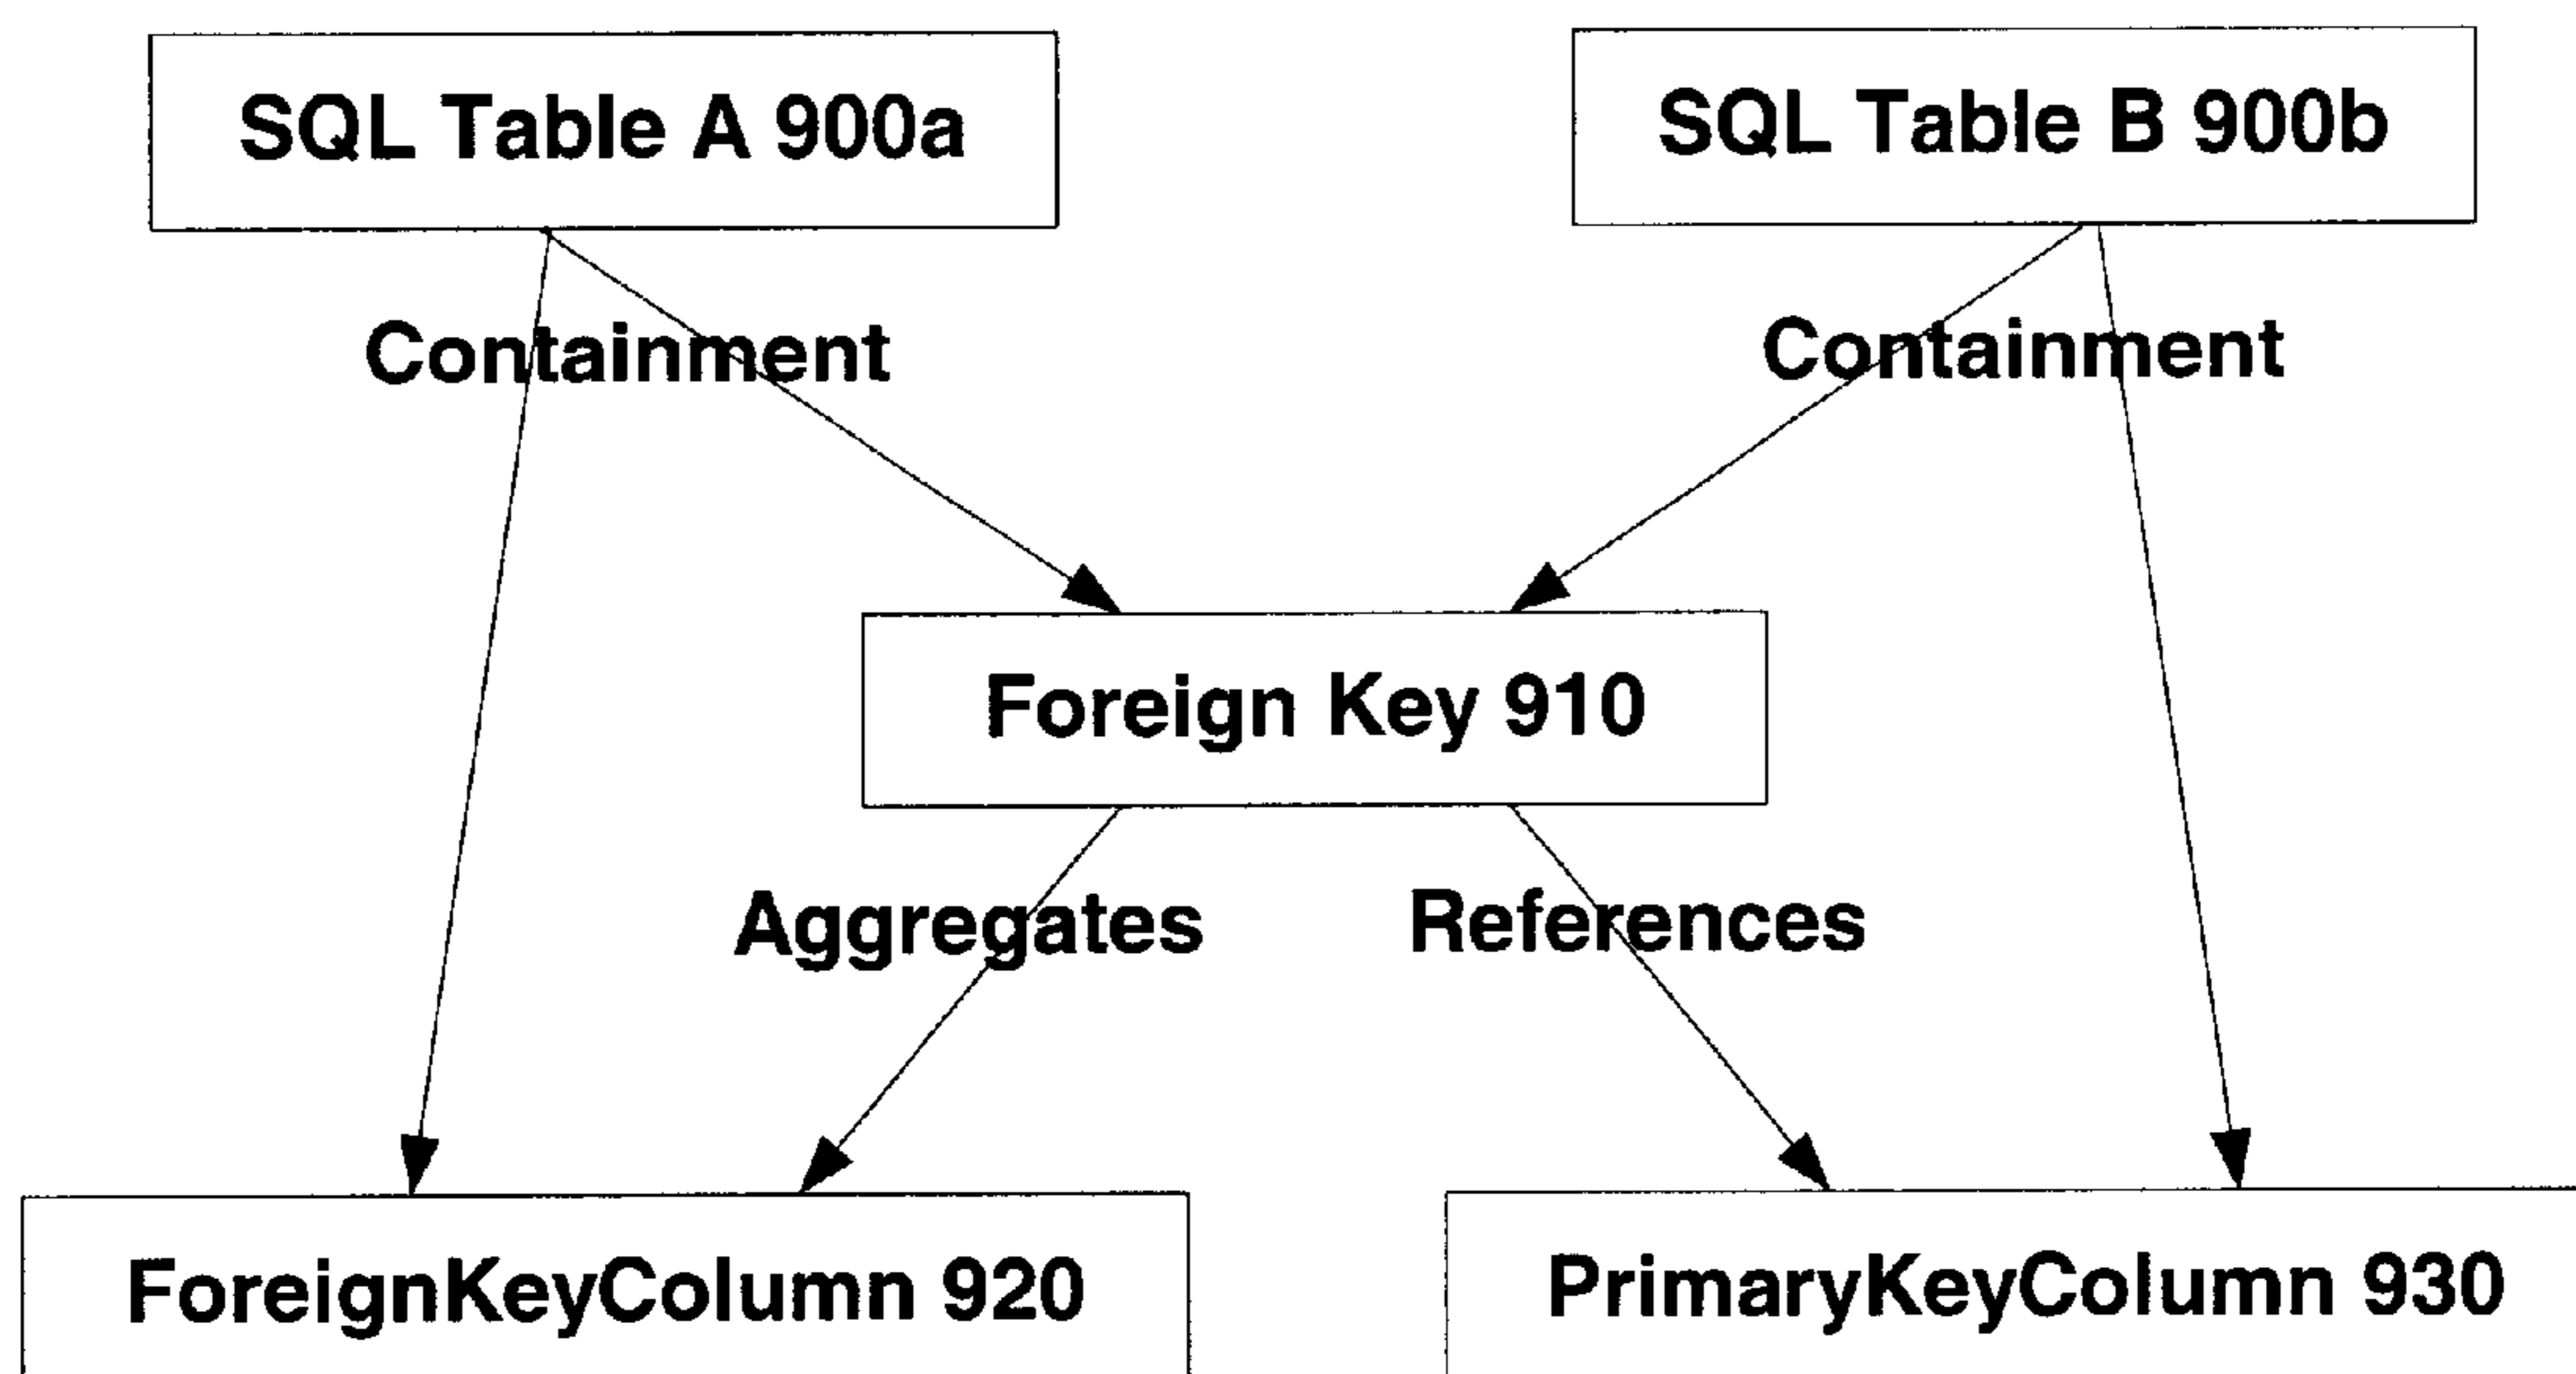 SQL Table A 900a
SQL Table B 900b
Containment
Containment
Foreign Key 910
Aggregates
References
ForeignKeyColumn 920
PrimaryKeyColumn 930